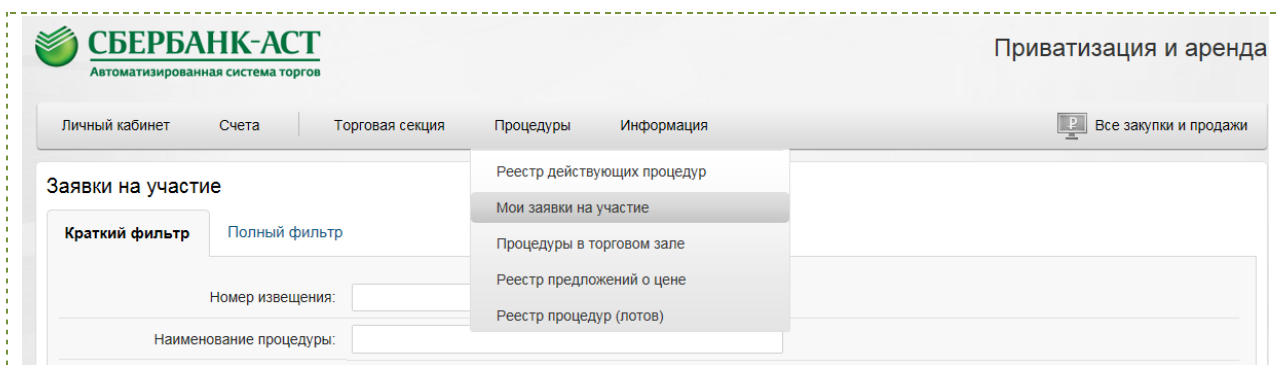 СБЕРБАНК-АСТ
Автоматизированная система торгов
Приватизация и аренда
Личный кабинет Счета Торговая секция Процедуры Информация Все закупки и продажи
Реестр действующих процедур
Заявки на участие
Мои заявки на участие
Краткий фильтр Полный фильтр
Процедуры в торговом зале
Реестр предложений о цене
Номер извещения:
Реестр процедур (лотов)
Наименование процедуры: